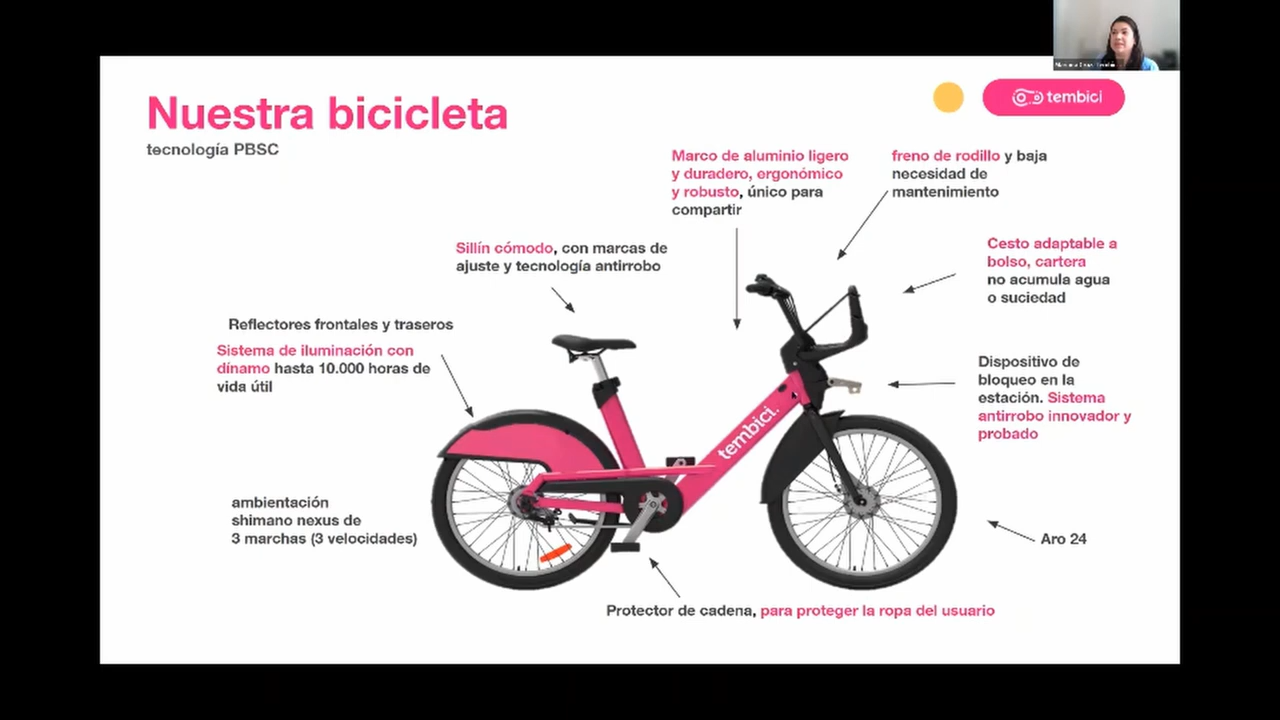 Nuestra bicicleta
tecnología PBSC
tembici
Marco de aluminio ligero
y duradero, ergonómico
y robusto, único para
compartir
freno de rodillo y baja
necesidad de
mantenimiento
Sillín cómodo, con marcas de
ajuste y tecnología antirrobo
Cesto adaptable a
bolso, cartera
no acumula agua
o suciedad
Reflectores frontales y traseros
Sistema de iluminación con
dínamo hasta 10.000 horas de
vida útil
Dispositivo de
bloqueo en la
estación. Sistema
antirrobo innovador y
probado
tembici.
ambientación
shimano nexus de
3 marchas (3 velocidades)
Aro 24
Protector de cadena, para proteger la ropa del usuario